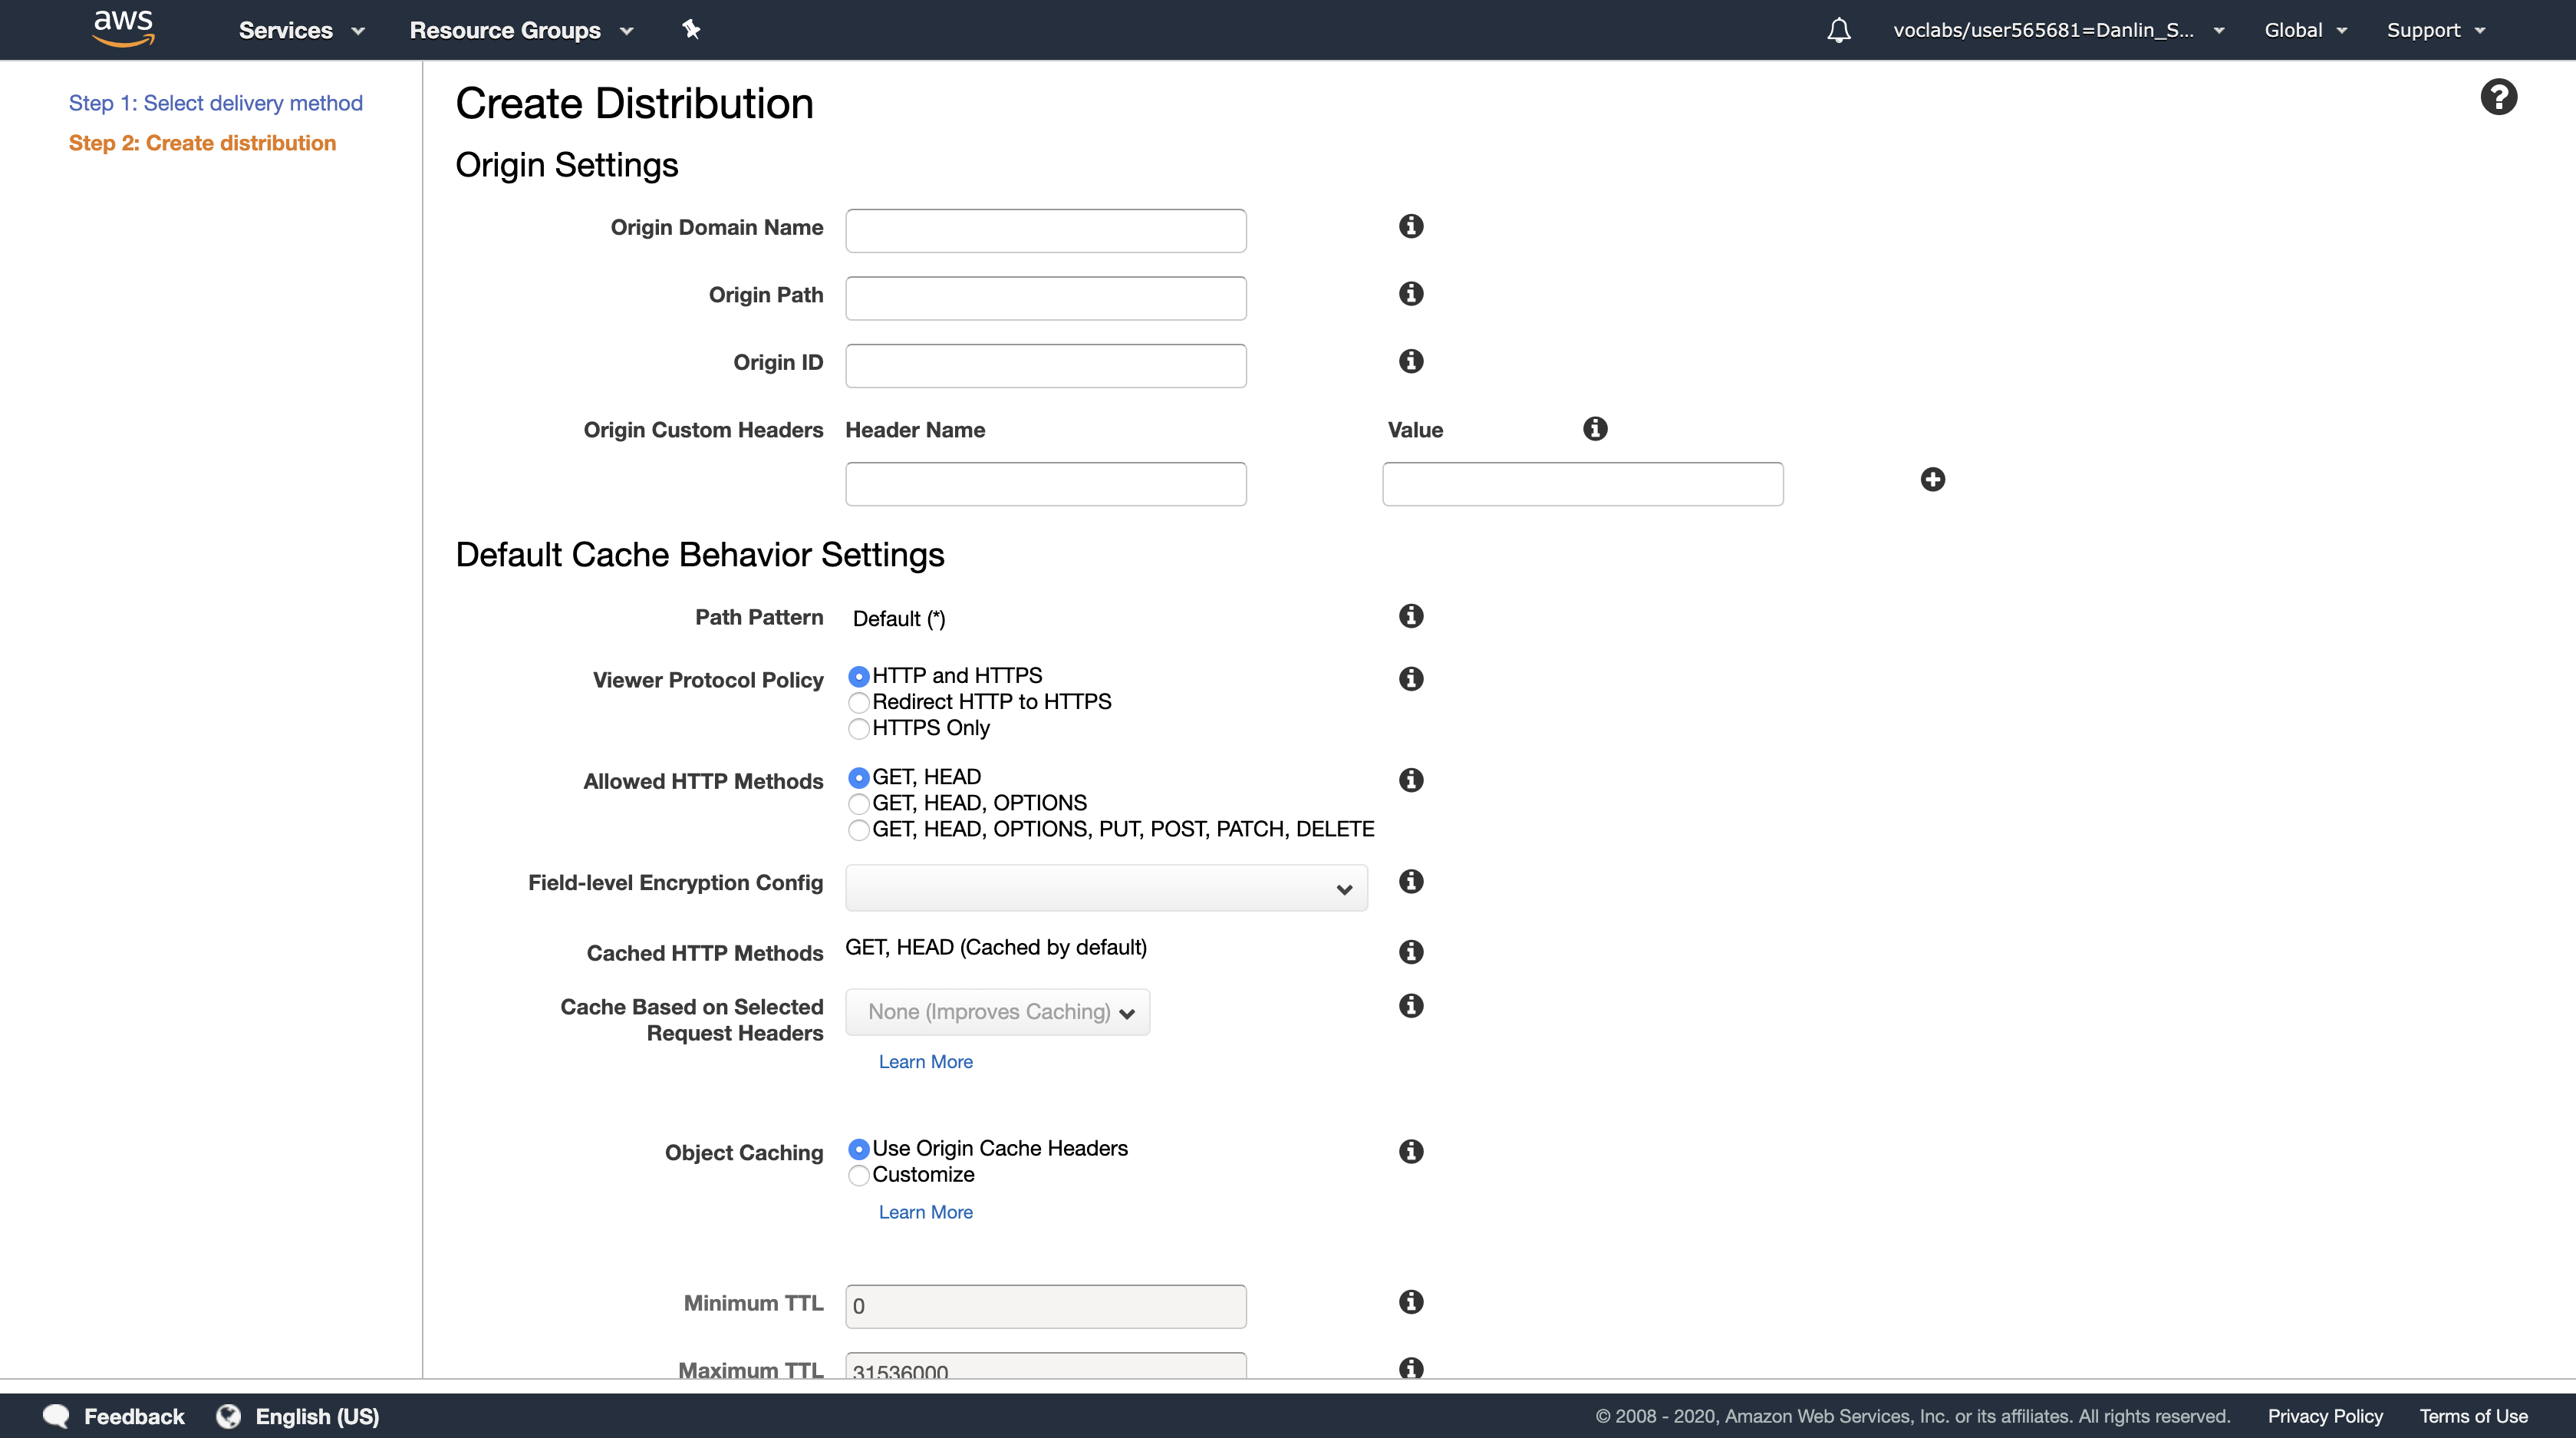 aws Services Resource Groups voclabs/user565681=Danlin_S... Global Support
Step 1: Select delivery method
Step 2: Create distribution
Create Distribution
Origin Settings
Origin Domain Name
Origin Path
Origin ID
Origin Custom Headers Header Name Value
Default Cache Behavior Settings
Path Pattern Default (*)
Viewer Protocol Policy HTTP and HTTPS
Redirect HTTP to HTTPS
HTTPS Only
Allowed HTTP Methods GET, HEAD
GET, HEAD, OPTIONS
GET, HEAD, OPTIONS, PUT, POST, PATCH, DELETE
Field-level Encryption Config
Cached HTTP Methods GET, HEAD (Cached by default)
Cache Based on Selected
Request Headers
None (Improves Caching)
Learn More
Object Caching Use Origin Cache Headers
Customize
Learn More
Minimum TTL 0
Maximum TTL 31536000
Feedback English (US) © 2008 - 2020, Amazon Web Services, Inc. or its affiliates. All rights reserved. Privacy Policy Terms of Use